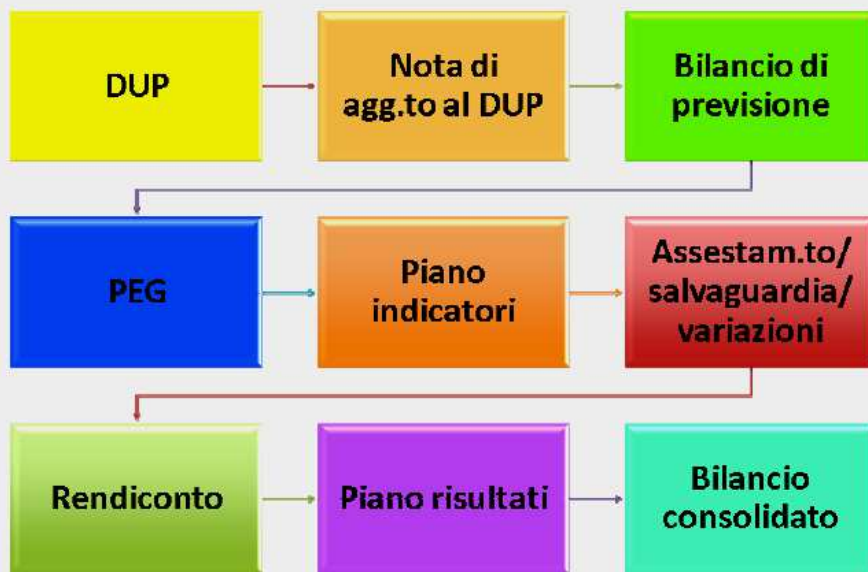 DUP
Nota di
agg.to al DUP
Bilancio di
previsione
PEG
Piano
indicatori
Assestam.to/
salvaguardia/
variazioni
Rendiconto
Piano risultati
Bilancio
consolidato